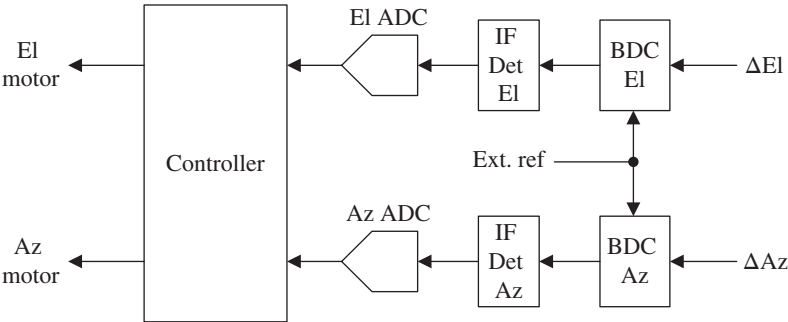 El ADC
El
motor
IF
Det
El
BDC
El
ΔEl
Controller
Ext. ref
Az ADC
Az
motor
IF
Det
Az
BDC
Az
ΔAz